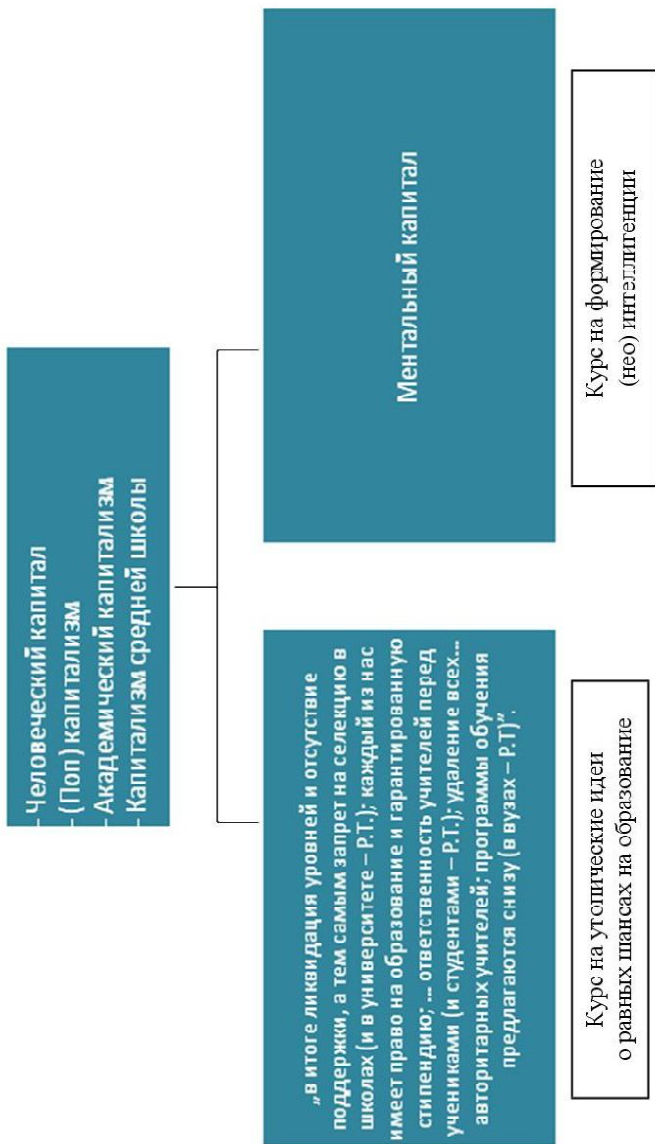 - Человеческий капитал
- (Поп) капитализм
- Академический капитализм
- Капитализм средней школы
„в итоге ликвидация уровней и отсутствие
поддержки, а тем самым запрет на селекцию в
школах (и в университете – Р.Т.); каждый из нас
имеет право на образование и гарантированную
стипендию; ... ответственность учителей перед
учениками (и студентами – Р.Т.); удаление всех...
авторитарных учителей; программы обучения
предлагаются снизу (в вузах – Р.Т)”.
Ментальный капитал
Курс на утопические идеи
о равных шансах на образование
Курс на формирование
(нео) интеллигенции